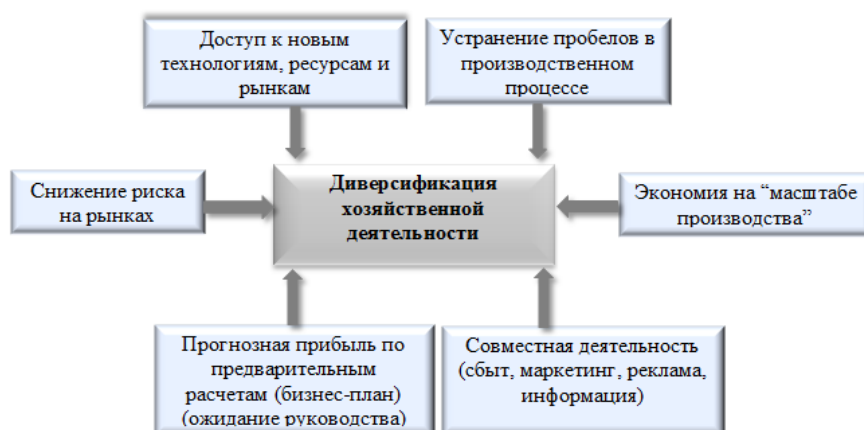 Доступ к новым
технологиям, ресурсам и
рынкам
Устранение пробелов в
производственном
процессе
Снижение риска
на рынках
Диверсификация
хозяйственной
деятельности
Экономия на “масштабе
производства”
Прогнозная прибыль по
предварительным
расчетам (бизнес-план)
(ожидание руководства)
Совместная деятельность
(сбыт, маркетинг, реклама,
информация)